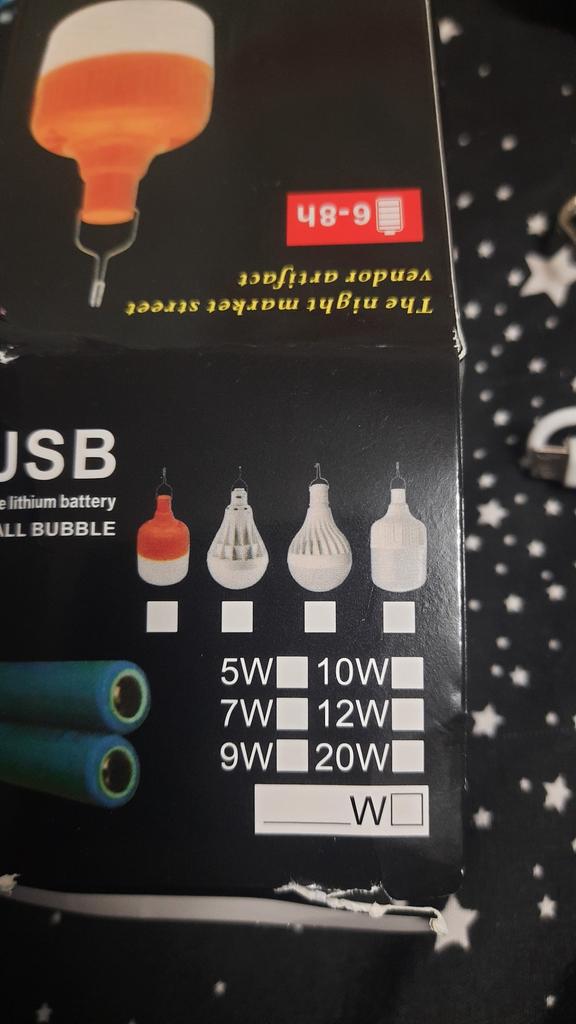 6-8h
The night market street
vendor artifact
USB
e lithium battery
ALL BUBBLE
5W 10W
7W 12W
9W 20W
_______W